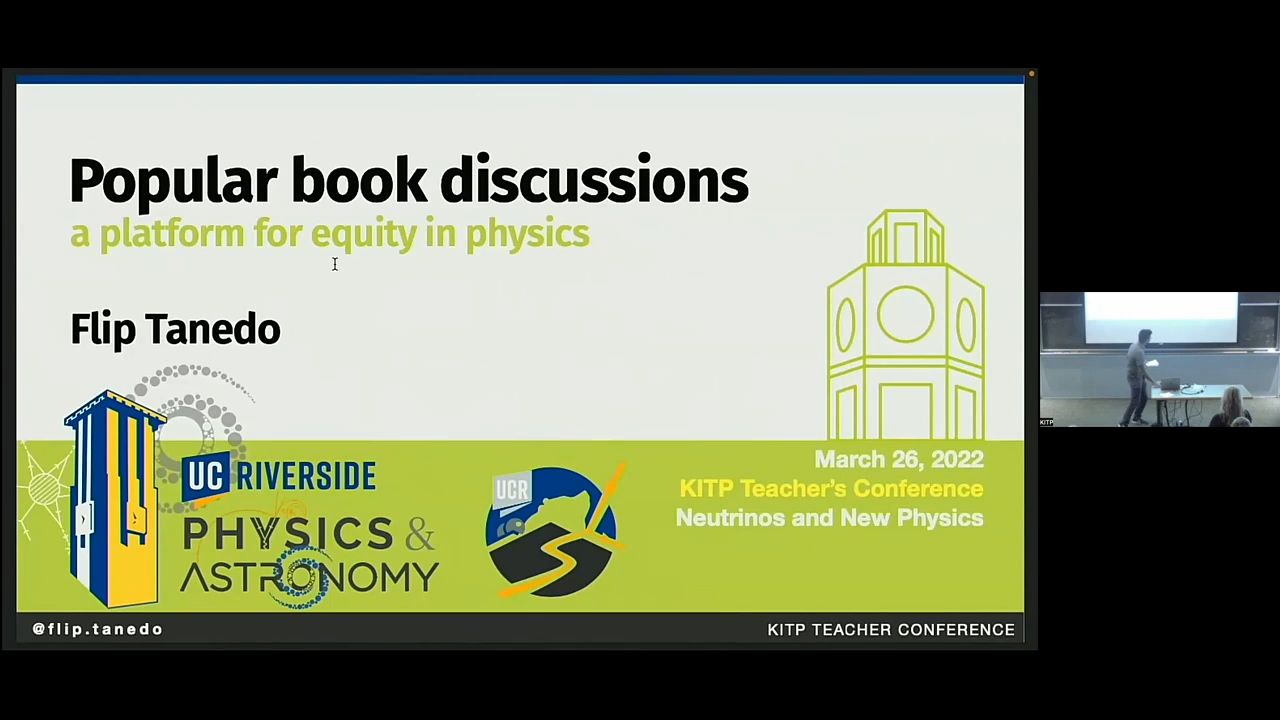 Popular book discussions
a platform for equity in physics
Flip Tanedo
UC RIVERSIDE
PHYSICS &
ASTRONOMY
UCR
March 26, 2022
KITP Teacher's Conference
Neutrinos and New Physics
@flip.tanedo
KITP TEACHER CONFERENCE
KITP